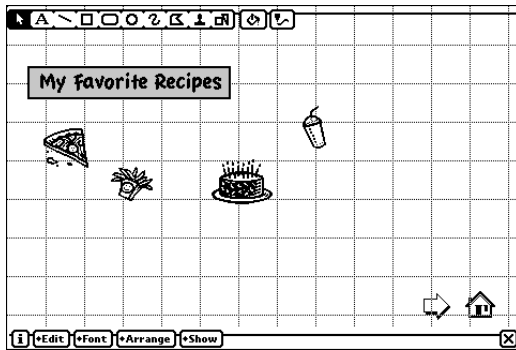 A
My Favorite Recipes
i ◆Edit ◆Font ◆Arrange ◆Show X